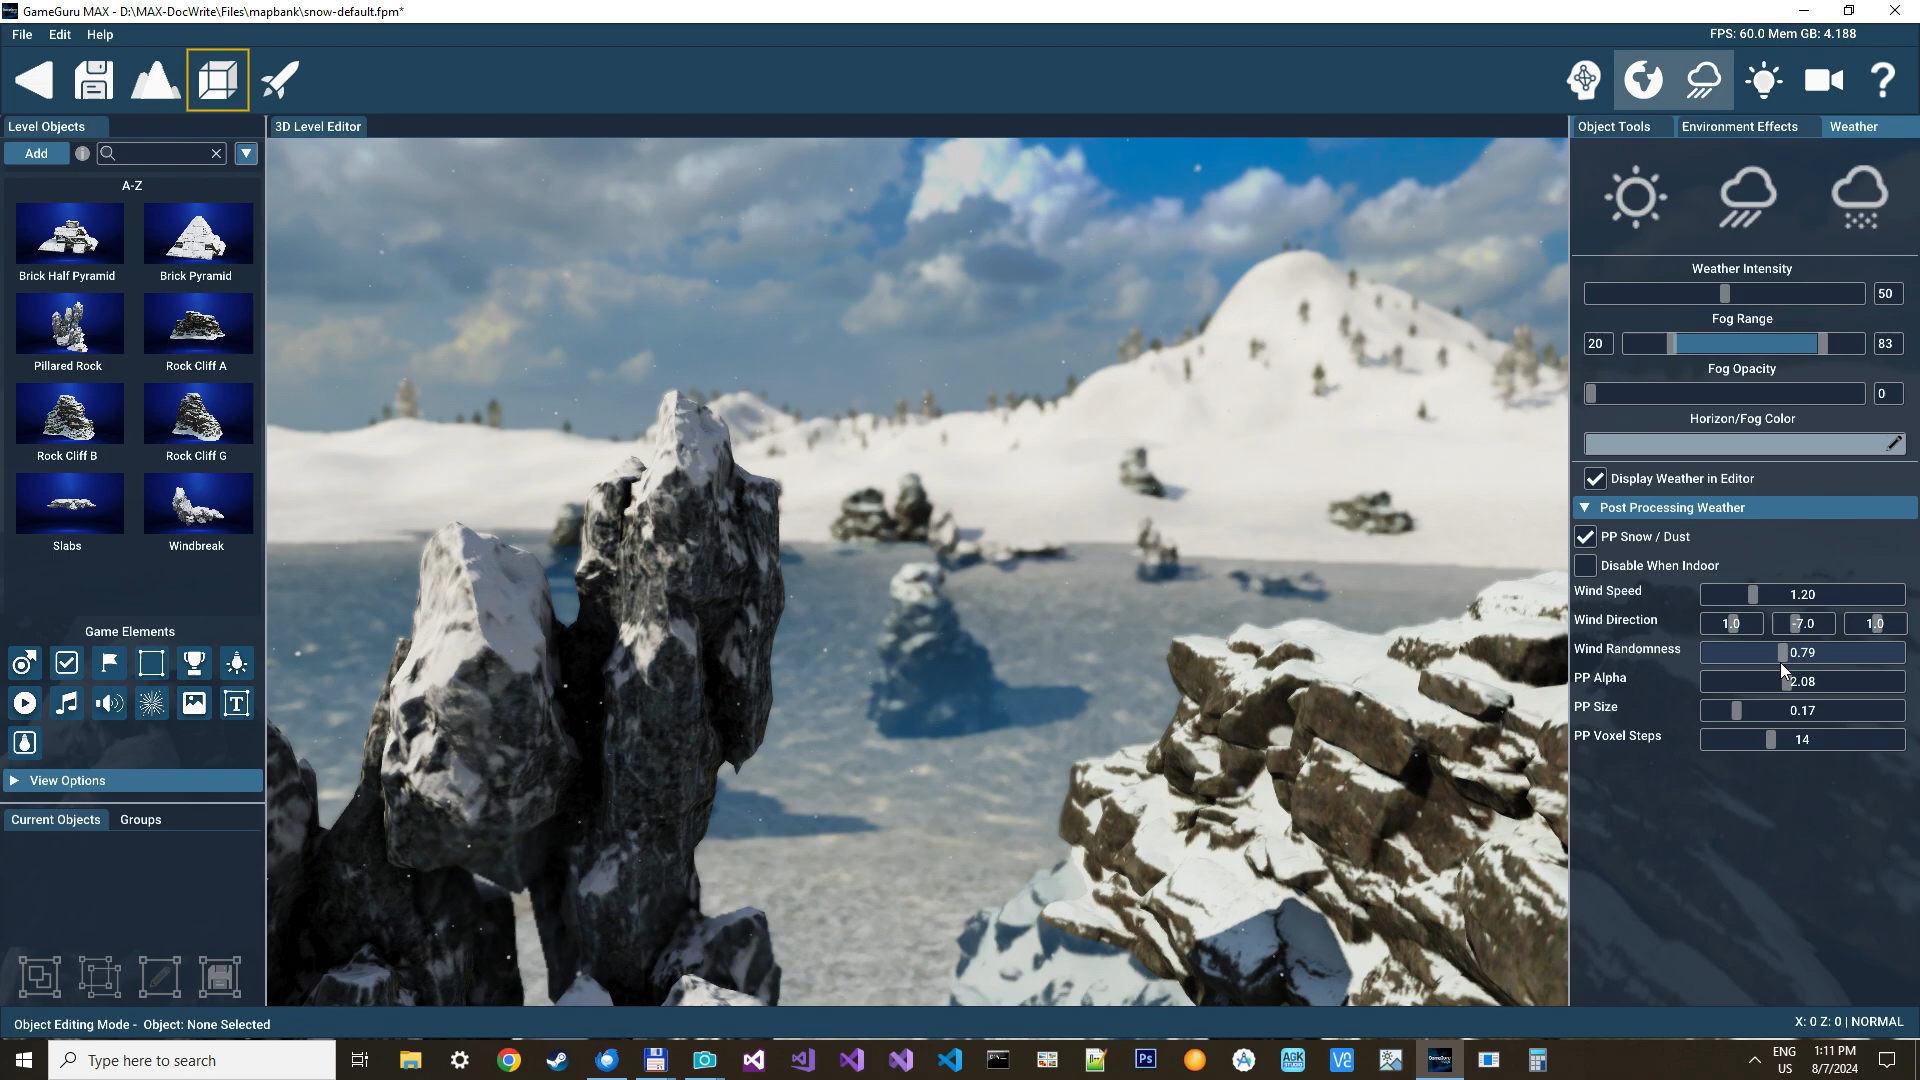 GameGuru MAX - D:\MAX-DocWrite\Files\mapbank\snow-default.fpm*
File Edit Help
FPS: 60.0 Mem GB: 4.188
Level Objects
3D Level Editor
Object Tools
Environment Effects
Weather
Add
A-Z
Brick Half Pyramid
Brick Pyramid
Pillared Rock
Rock Cliff A
Rock Cliff B
Rock Cliff G
Slabs
Windbreak
Game Elements
View Options
Current Objects
Groups
Weather Intensity
50
Fog Range
20
83
Fog Opacity
0
Horizon/Fog Color
Display Weather in Editor
Post Processing Weather
PP Snow / Dust
Disable When Indoor
Wind Speed 1.20
Wind Direction 1.0 -7.0 1.0
Wind Randomness 0.79
PP Alpha 2.08
PP Size 0.17
PP Voxel Steps 14
Object Editing Mode - Object: None Selected
X: 0 Z: 0 | NORMAL
Type here to search
Ps
AGK
ENG
US
1:11 PM
8/7/2024